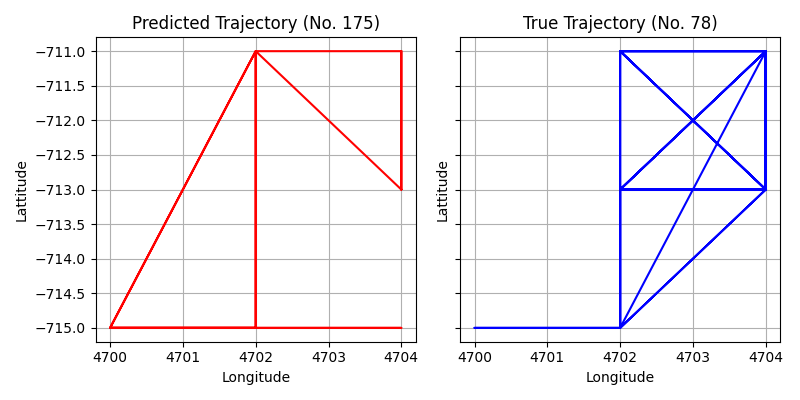 Predicted Trajectory (No. 175)
True Trajectory (No. 78)
−711.0
−711.5
−712.0
−712.5
−713.0
−713.5
−714.0
−714.5
−715.0
Lattitude
Lattitude
4700 4701 4702 4703 4704
4700 4701 4702 4703 4704
Longitude
Longitude